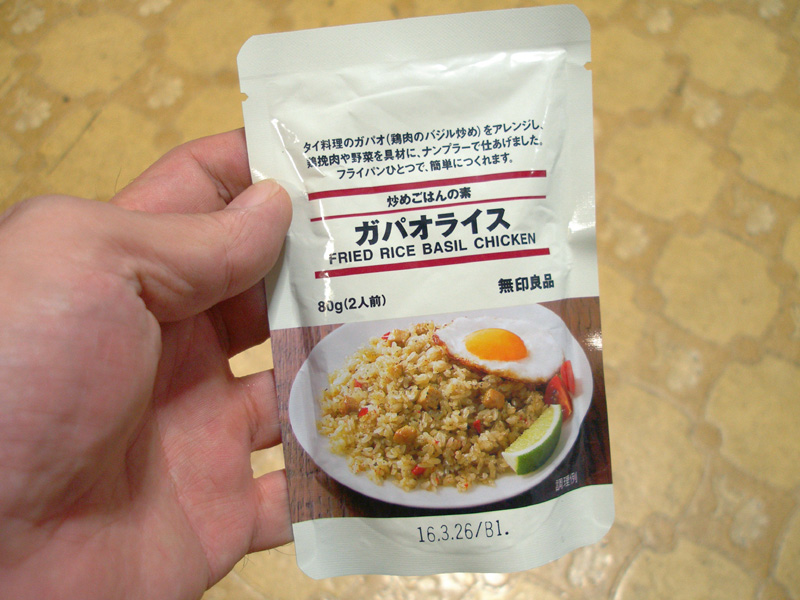 タイ料理のガパオ(鶏肉のバジル炒め)をアレンジし、
鶏挽肉や野菜を具材に、ナンプラーで仕あげました。
フライパンひとつで、簡単につくれます。
炒めごはんの素
ガパオライス
FRIED RICE BASIL CHICKEN
無印良品
80g(2人前)
調理例
16.3.26/B1.